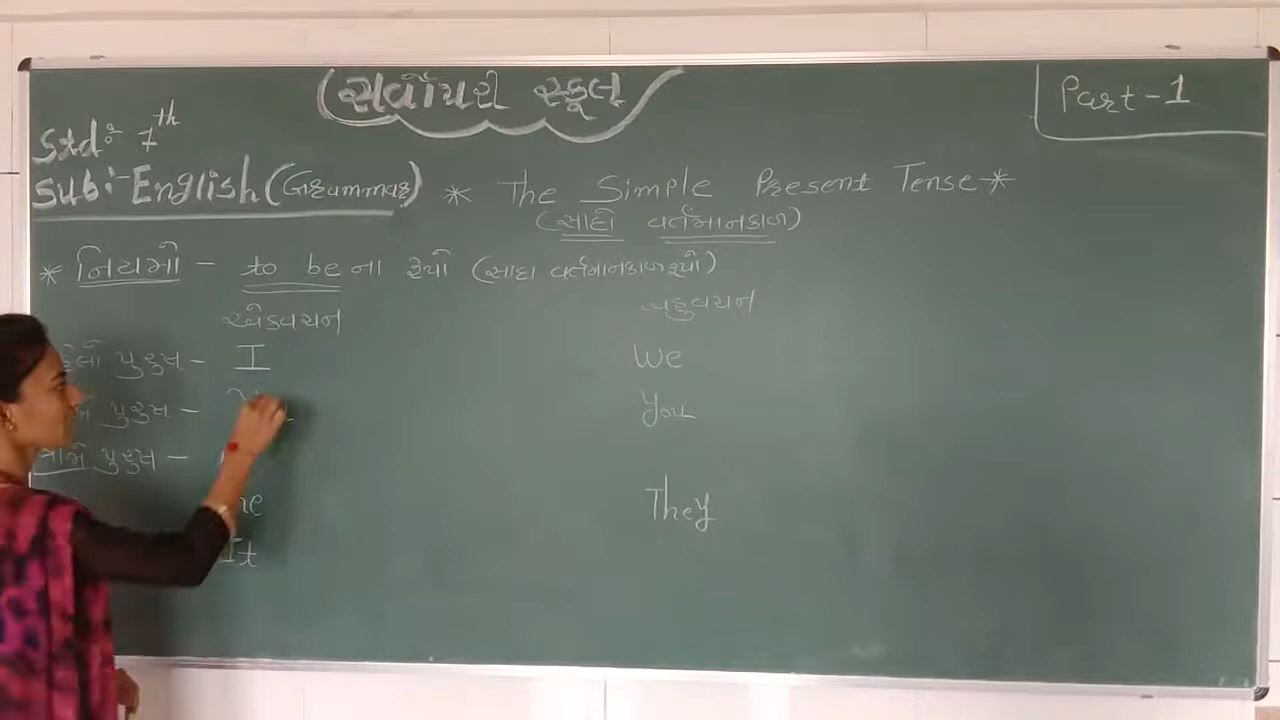 સર્વોચરી સ્કૂલ
Part-1
Std: 7th
Sub:- English (Grammar)
* The Simple Present Tense *
(સાદો વર્તમાનકાળ)
* નિયમો - to be ના રૂપો (સાદા વર્તમાનકાળ રૂપો)
એકવચન બહુવચન
પુરુષ - I We
પુરુષ - You
ત્રીજો પુરુષ -
They
It